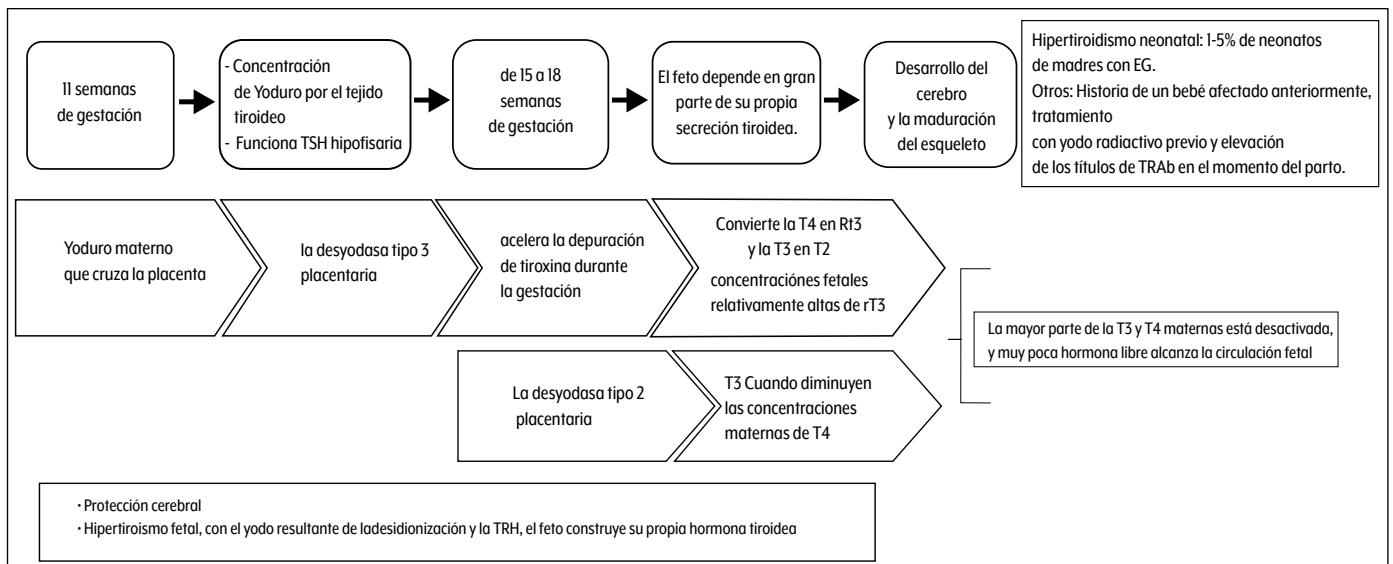 11 semanas
de gestación
- Concentración
de Yoduro por el tejido
tiroideo
- Funciona TSH hipofisaria
de 15 a 18
semanas
de gestación
El feto depende en gran
parte de su propia
secreción tiroidea.
Desarrollo del
cerebro
y la maduración
del esqueleto
Hipertiroidismo neonatal: 1-5% de neonatos
de madres con EG.
Otros: Historia de un bebé afectado anteriormente,
tratamiento
con yodo radiactivo previo y elevación
de los títulos de TRAb en el momento del parto.
Yoduro materno
que cruza la placenta
la desyodasa tipo 3
placentaria
acelera la depuración
de tiroxina durante
la gestación
Convierte la T4 en Rt3
y la T3 en T2
concentraciónes fetales
relativamente altas de rT3
La mayor parte de la T3 y T4 maternas está desactivada,
y muy poca hormona libre alcanza la circulación fetal
La desyodasa tipo 2
placentaria
T3 Cuando diminuyen
las concentraciones
maternas de T4
· Protección cerebral
· Hipertiroismo fetal, con el yodo resultante de ladesidionización y la TRH, el feto construye su propia hormona tiroidea